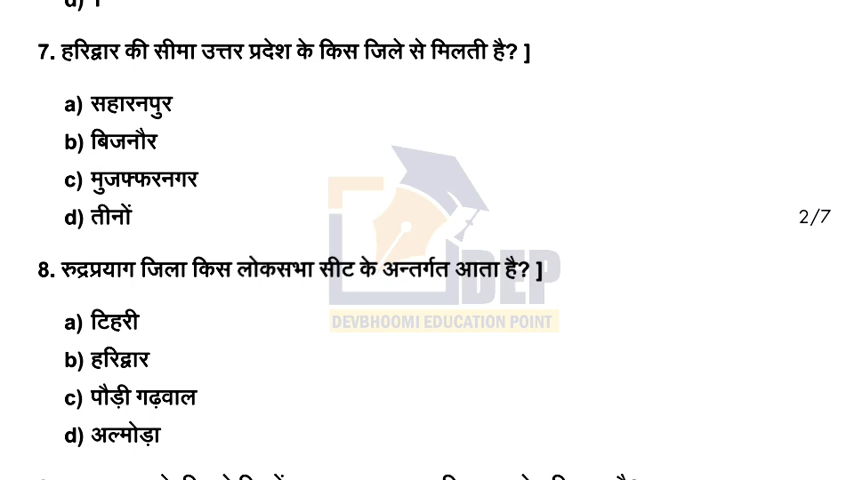 d) 1
7. हरिद्वार की सीमा उत्तर प्रदेश के किस जिले से मिलती है? ]
a) सहारनपुर
b) बिजनौर
c) मुजफ्फरनगर
d) तीनों
2/7
8. रुद्रप्रयाग जिला किस लोकसभा सीट के अन्तर्गत आता है? ]
DEP
DEVBHOOMI EDUCATION POINT
a) टिहरी
b) हरिद्वार
c) पौड़ी गढ़वाल
d) अल्मोड़ा